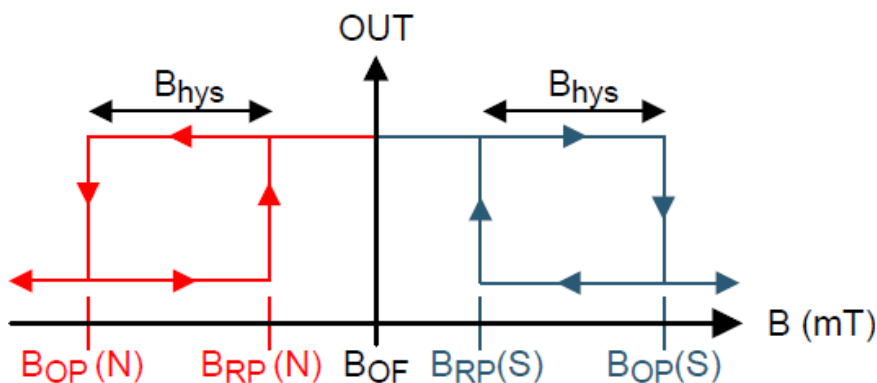 OUT
Bhys Bhys
B (mT)
BOP (N) BRP (N) BOF BRP(S) BOP(S)